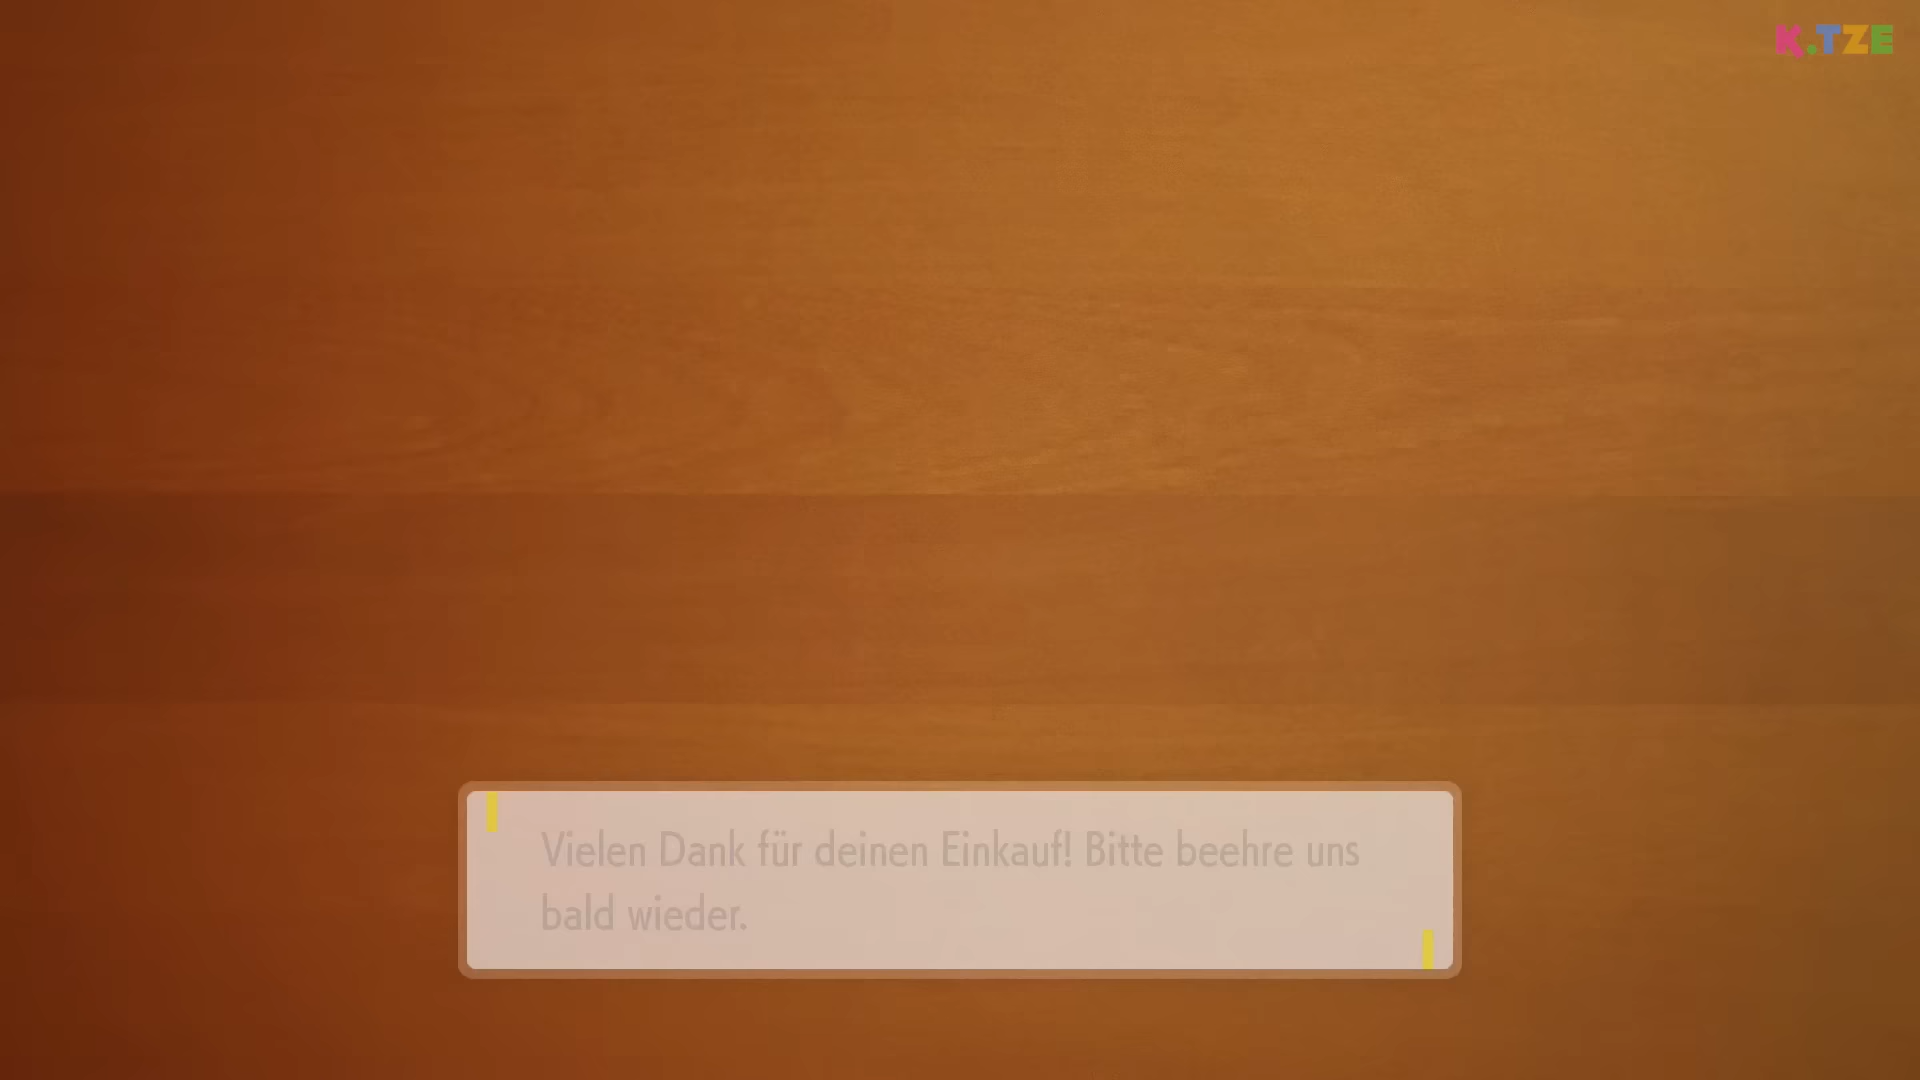 K.TZE
Vielen Dank für deinen Einkauf! Bitte beehre uns
bald wieder.